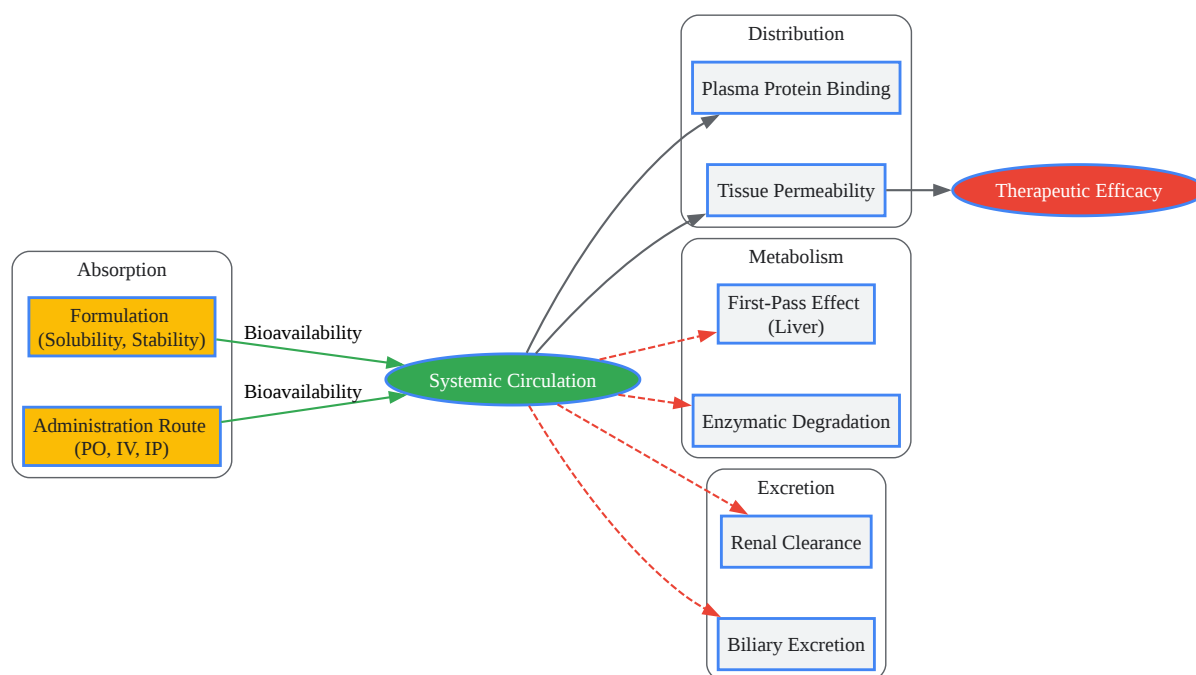 Absorption
Formulation
(Solubility, Stability)
Administration Route
(PO, IV, IP)
Bioavailability
Bioavailability
Systemic Circulation
Distribution
Plasma Protein Binding
Tissue Permeability
Therapeutic Efficacy
Metabolism
First-Pass Effect
(Liver)
Enzymatic Degradation
Excretion
Renal Clearance
Biliary Excretion